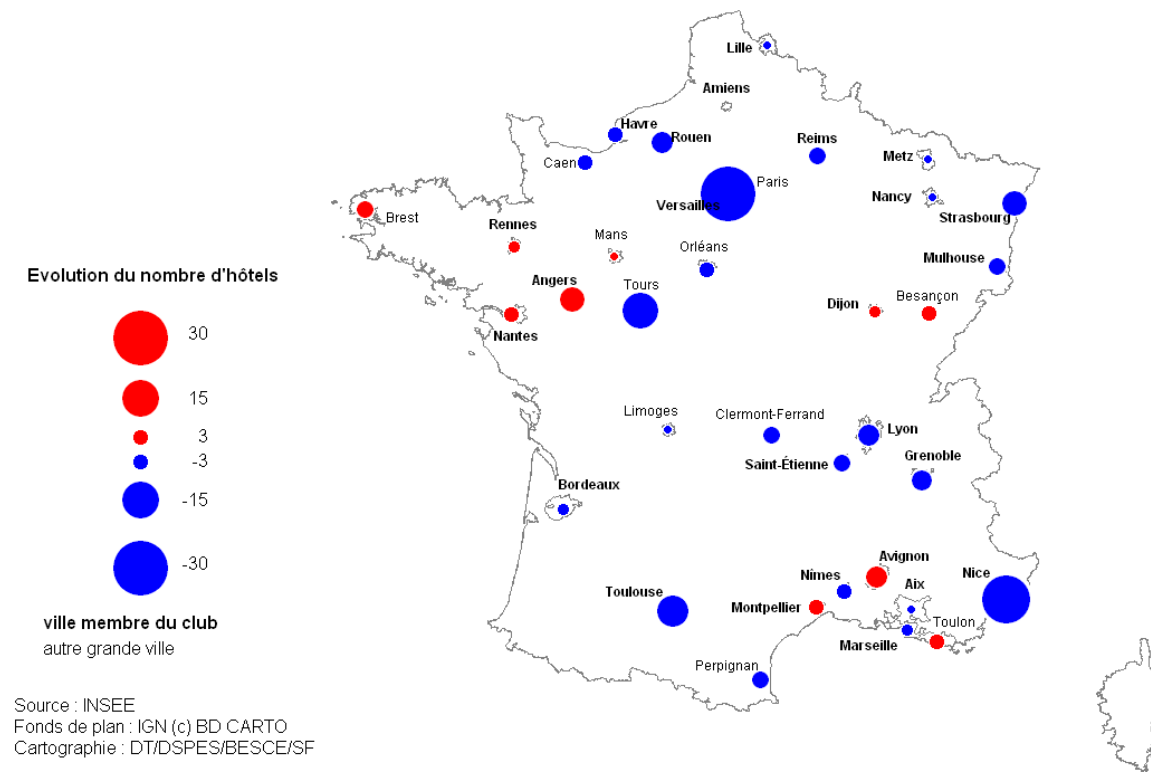 Lille
Amiens
Havre
Rouen
Reims
Caen
Metz
Paris
Nancy
Versailles
Strasbourg
Brest
Rennes
Mans
Orléans
Mulhouse
Evolution du nombre d'hôtels
Angers
Tours
Besançon
Dijon
Nantes
30
15
3
-3
-15
-30
Limoges
Clermont-Ferrand
Lyon
Saint-Étienne
Grenoble
Bordeaux
Avignon
Nîmes
Aix
Nice
Toulouse
Montpellier
Toulon
Marseille
Perpignan
ville membre du club
autre grande ville
Source : INSEE
Fonds de plan : IGN (c) BD CARTO
Cartographie : DT/DSPES/BESCE/SF